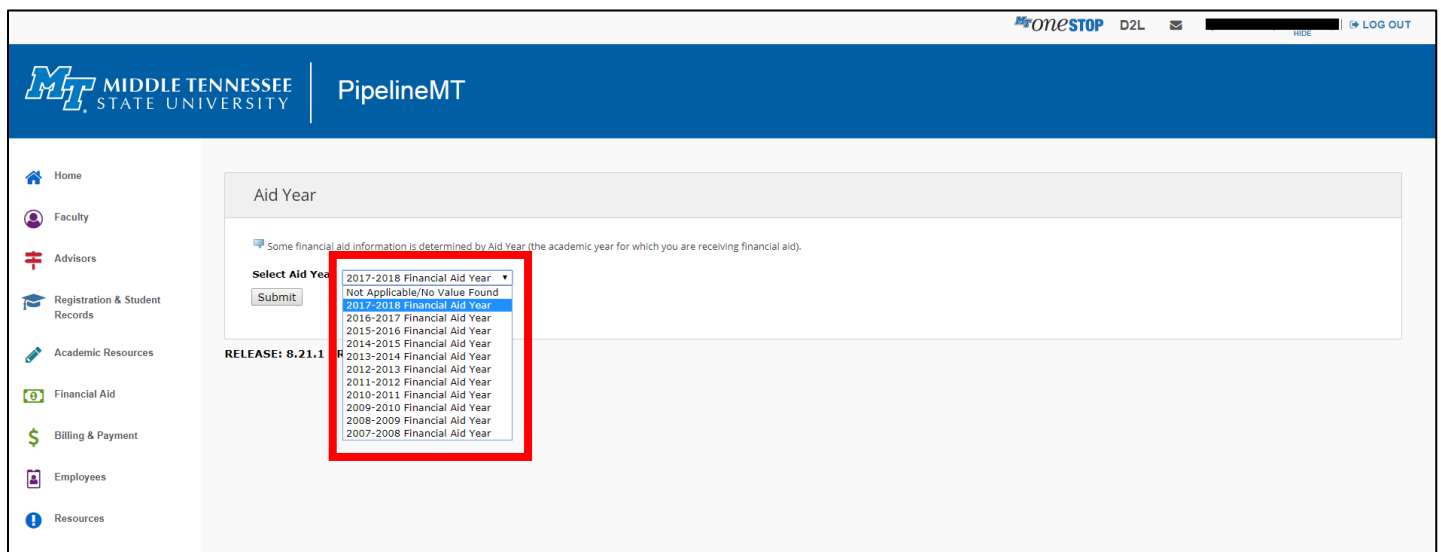 MT ONE STOP D2L LOG OUT
HIDE
MT MIDDLE TENNESSEE
STATE UNIVERSITY
PipelineMT
Home
Faculty
Advisors
Registration & Student
Records
Academic Resources
Financial Aid
Billing & Payment
Employees
Resources
Aid Year
Some financial aid information is determined by Aid Year (the academic year for which you are receiving financial aid).
Select Aid Yea 2017-2018 Financial Aid Year
Submit
Not Applicable/No Value Found
2017-2018 Financial Aid Year
2016-2017 Financial Aid Year
2015-2016 Financial Aid Year
2014-2015 Financial Aid Year
2013-2014 Financial Aid Year
2012-2013 Financial Aid Year
2011-2012 Financial Aid Year
2010-2011 Financial Aid Year
2009-2010 Financial Aid Year
2008-2009 Financial Aid Year
2007-2008 Financial Aid Year
RELEASE: 8.21.1